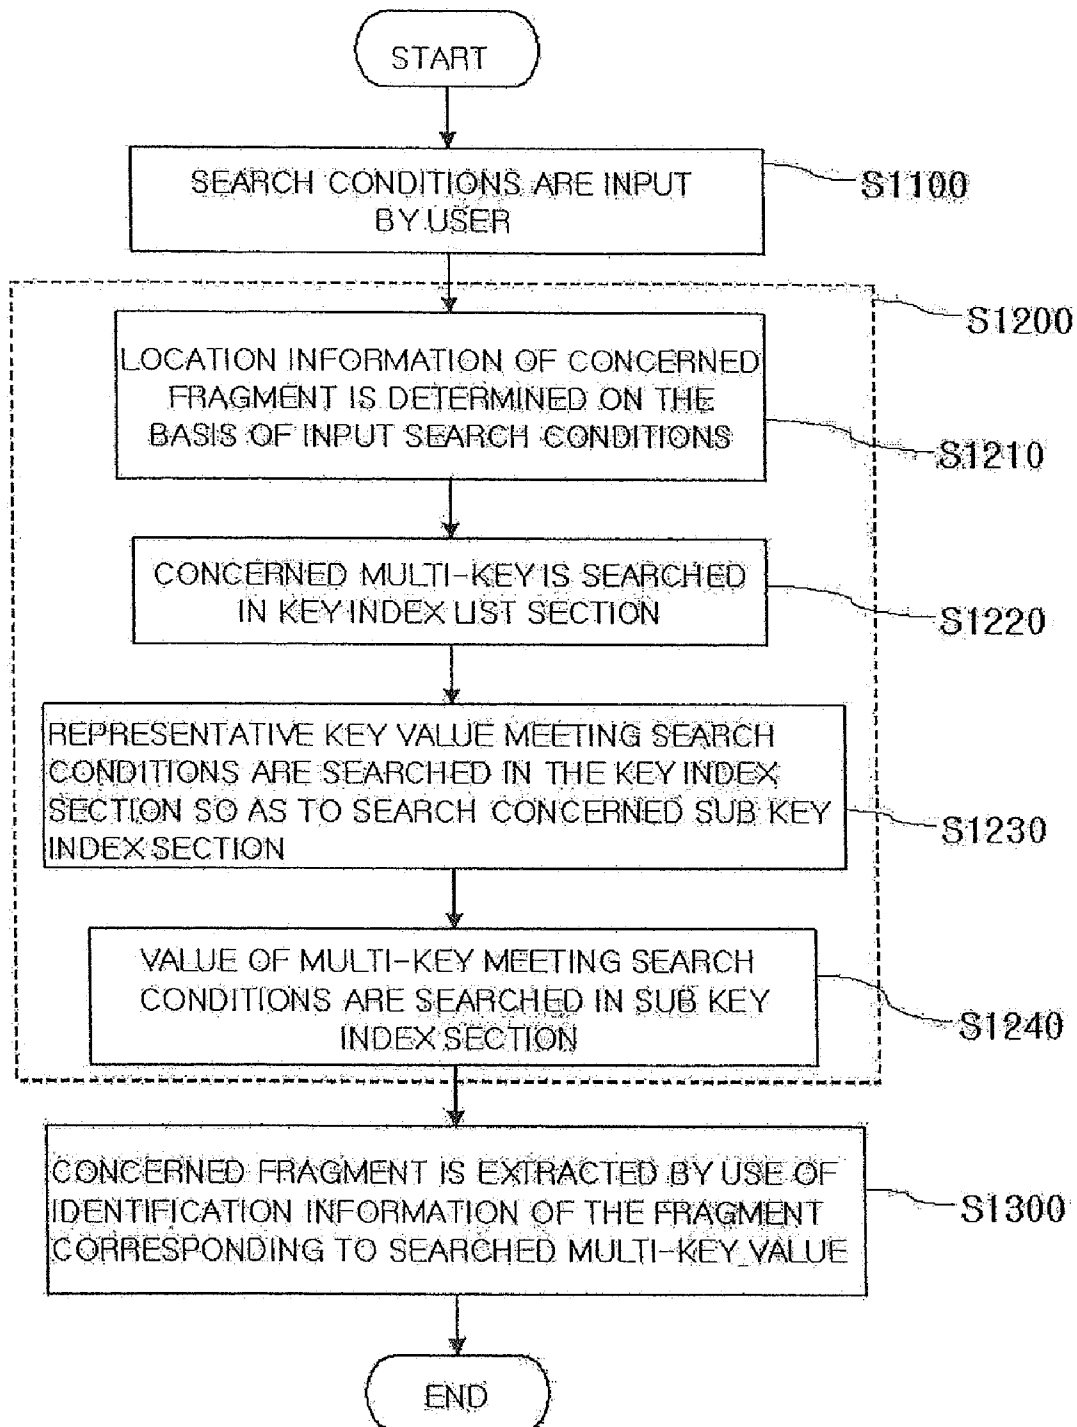 START
SEARCH CONDITIONS ARE INPUT
BY USER
S1100
S1200
LOCATION INFORMATION OF CONCERNED
FRAGMENT IS DETERMINED ON THE
BASIS OF INPUT SEARCH CONDITIONS
S1210
CONCERNED MULTI-KEY IS SEARCHED
IN KEY INDEX LIST SECTION
S1220
REPRESENTATIVE KEY VALUE MEETING SEARCH
CONDITIONS ARE SEARCHED IN THE KEY INDEX
SECTION SO AS TO SEARCH CONCERNED SUB KEY
INDEX SECTION
S1230
VALUE OF MULTI-KEY MEETING SEARCH
CONDITIONS ARE SEARCHED IN SUB KEY
INDEX SECTION
S1240
CONCERNED FRAGMENT IS EXTRACTED BY USE OF
IDENTIFICATION INFORMATION OF THE FRAGMENT
CORRESPONDING TO SEARCHED MULTI-KEY VALUE
S1300
END